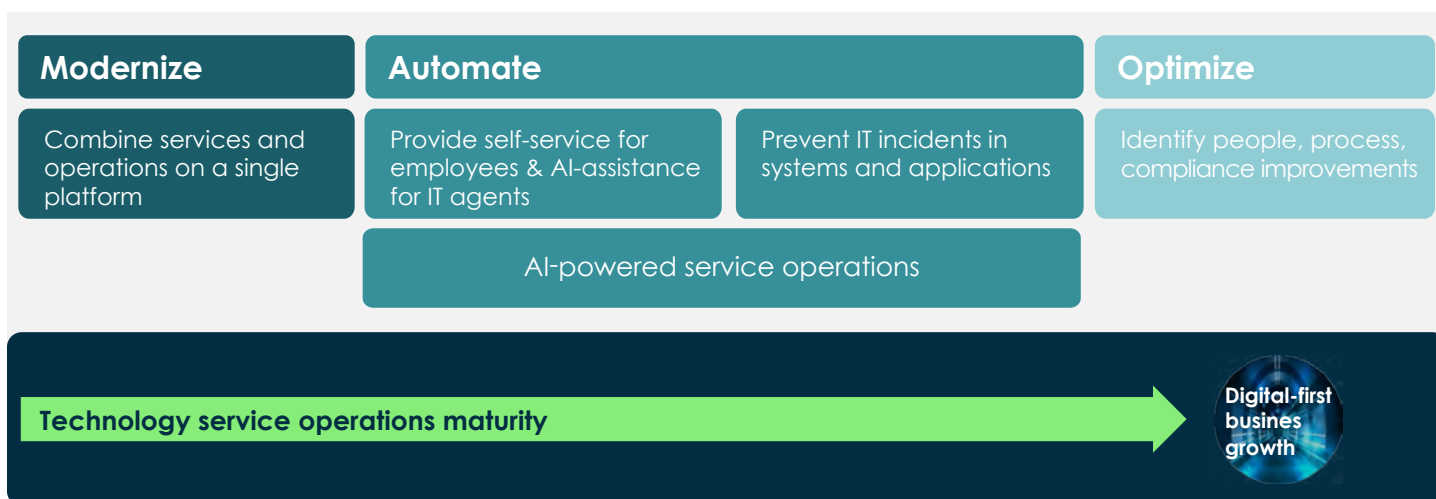 Modernize
Automate
Optimize
Combine services and
operations on a single
platform
Provide self-service for
employees & AI-assistance
for IT agents
Prevent IT incidents in
systems and applications
Identify people, process,
compliance improvements
AI-powered service operations
Technology service operations maturity
Digital-first
busines
growth